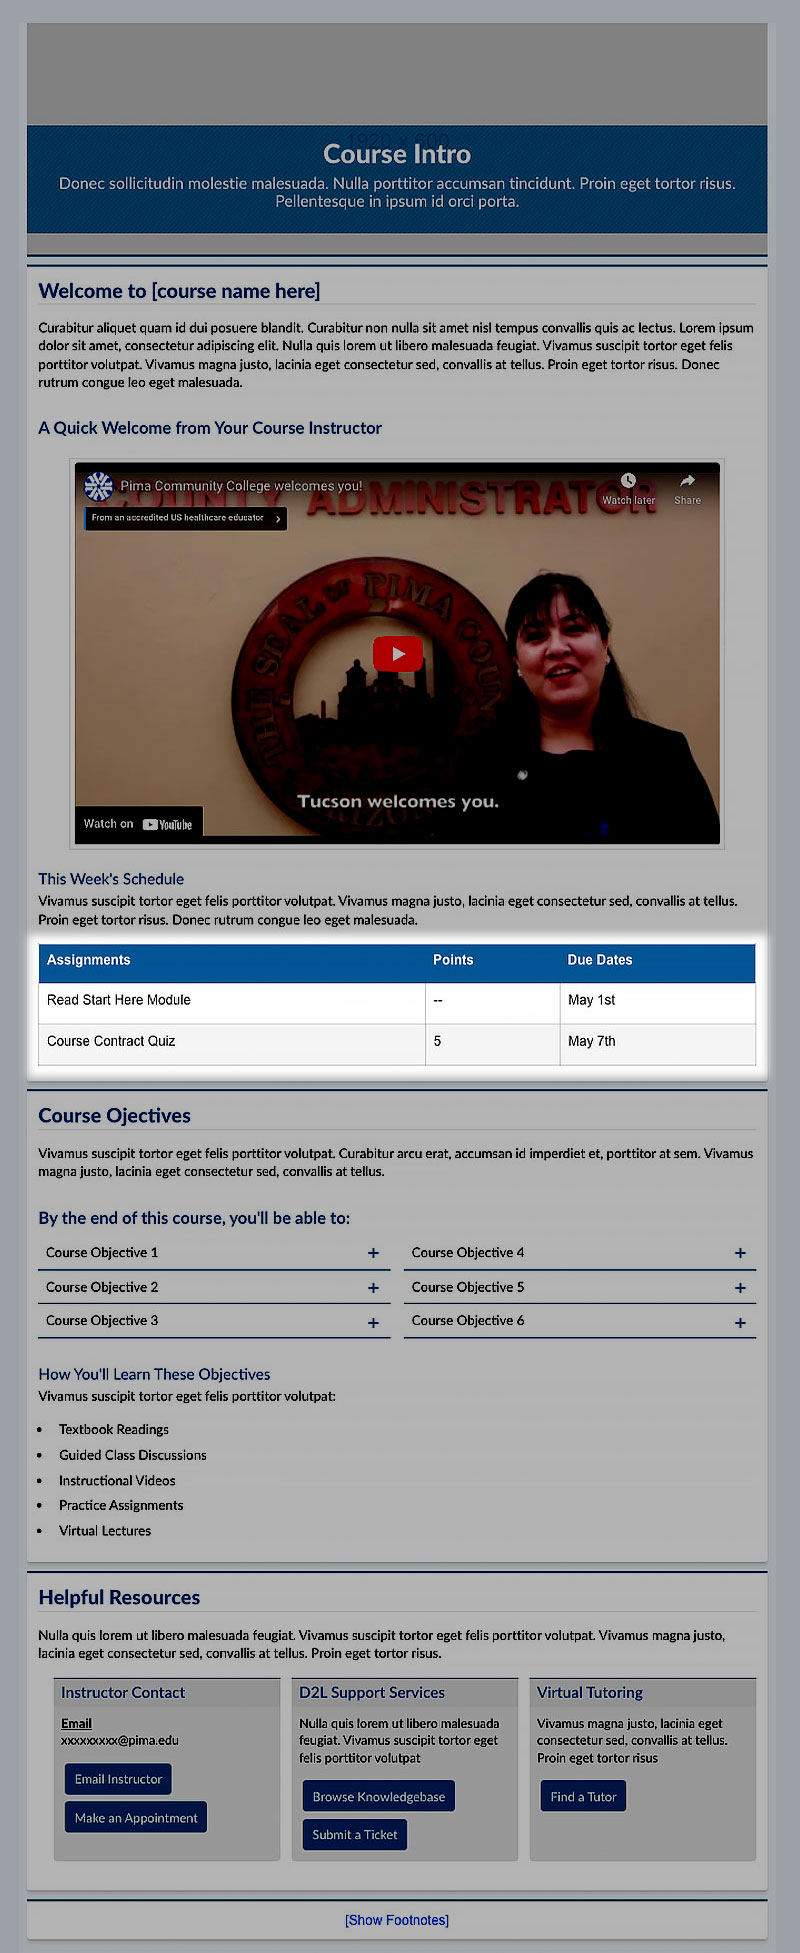 1920 x 600
Course Intro
Donec sollicitudin molestie malesuada. Nulla porttitor accumsan tincidunt. Proin eget tortor risus.
Pellentesque in ipsum id orci porta.
Welcome to [course name here]
Curabitur aliquet quam id dui posuere blandit. Curabitur non nulla sit amet nisl tempus convallis quis ac lectus. Lorem ipsum
dolor sit amet, consectetur adipiscing elit. Nulla quis lorem ut libero malesuada feugiat. Vivamus suscipit tortor eget felis
porttitor volutpat. Vivamus magna justo, lacinia eget consectetur sed, convallis at tellus. Proin eget tortor risus. Donec
rutrum congue leo eget malesuada.
A Quick Welcome from Your Course Instructor
COUNTY ADMINISTRATOR
Pima Community College welcomes you!
Watch later
Share
From an accredited US healthcare educator
THE SEAL OF PIMA COUN
Tucson welcomes you.
Watch on YouTube
This Week's Schedule
Vivamus suscipit tortor eget felis porttitor volutpat. Vivamus magna justo, lacinia eget consectetur sed, convallis at tellus.
Proin eget tortor risus. Donec rutrum congue leo eget malesuada.
Assignments Points Due Dates
Read Start Here Module -- May 1st
Course Contract Quiz 5 May 7th
Course Ojectives
Vivamus suscipit tortor eget felis porttitor volutpat. Curabitur arcu erat, accumsan id imperdiet et, porttitor at sem. Vivamus
magna justo, lacinia eget consectetur sed, convallis at tellus.
By the end of this course, you'll be able to:
Course Objective 1 +
Course Objective 2 +
Course Objective 3 +
Course Objective 4 +
Course Objective 5 +
Course Objective 6 +
How You'll Learn These Objectives
Vivamus suscipit tortor eget felis porttitor volutpat:
• Textbook Readings
• Guided Class Discussions
• Instructional Videos
• Practice Assignments
• Virtual Lectures
Helpful Resources
Nulla quis lorem ut libero malesuada feugiat. Vivamus suscipit tortor eget felis porttitor volutpat. Vivamus magna justo,
lacinia eget consectetur sed, convallis at tellus. Proin eget tortor risus.
Instructor Contact
Email
xxxxxxxxx@pima.edu
Email Instructor
Make an Appointment
D2L Support Services
Nulla quis lorem ut libero malesuada
feugiat. Vivamus suscipit tortor eget
felis porttitor volutpat
Browse Knowledgebase
Submit a Ticket
Virtual Tutoring
Vivamus magna justo, lacinia eget
consectetur sed, convallis at tellus.
Proin eget tortor risus
Find a Tutor
[Show Footnotes]